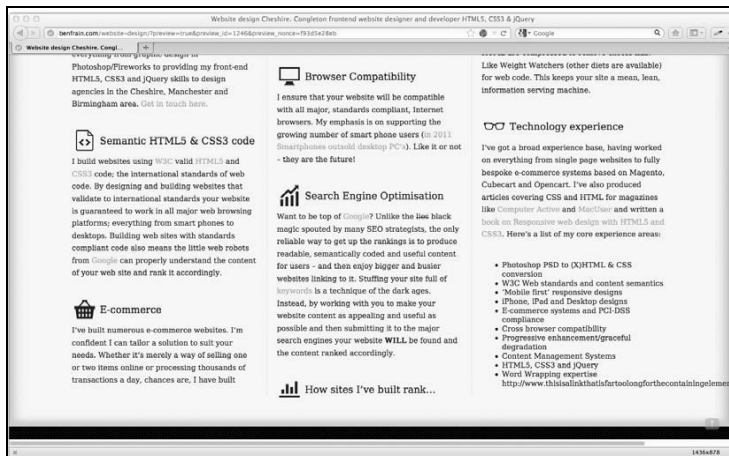 Website design Cheshire. Congleton frontend website designer and developer HTML5, CSS3 & jQuery
benfrain.com/website-design/?preview=true&preview_id=1246&preview_nonce=f93d5e28eb
Google
Website design Cheshire. Congl...
everything from graphic design in
Photoshop/Fireworks to providing my front-end
HTML5, CSS3 and jQuery skills to design
agencies in the Cheshire, Manchester and
Birmingham area. Get in touch here.
Semantic HTML5 & CSS3 code
I build websites using W3C valid HTML5 and
CSS3 code; the international standards of web
code. By designing and building websites that
validate to international standards your website
is guaranteed to work in all major web browsing
platforms; everything from smart phones to
desktops. Building web sites with standards
compliant code also means the little web robots
from Google can properly understand the content
of your web site and rank it accordingly.
E-commerce
I've built numerous e-commerce websites. I'm
confident I can tailor a solution to suit your
needs. Whether it's merely a way of selling one
or two items online or processing thousands of
transactions a day, chances are, I have built
Browser Compatibility
I ensure that your website will be compatible
with all major, standards compliant, Internet
browsers. My emphasis is on supporting the
growing number of smart phone users (in 2011
Smartphones outsold desktop PC's). Like it or not
– they are the future!
Search Engine Optimisation
Want to be top of Google? Unlike the lies black
magic spouted by many SEO strategists, the only
reliable way to get up the rankings is to produce
readable, semantically coded and useful content
for users – and then enjoy bigger and busier
websites linking to it. Stuffing your site full of
keywords is a technique of the dark ages.
Instead, by working with you to make your
website content as appealing and useful as
possible and then submitting it to the major
search engines your website WILL be found and
the content ranked accordingly.
How sites I've built rank...
Like Weight Watchers (other diets are available)
for web code. This keeps your site a mean, lean,
information serving machine.
Technology experience
I've got a broad experience base, having worked
on everything from single page websites to fully
bespoke e-commerce systems based on Magento,
Cubecart and Opencart. I've also produced
articles covering CSS and HTML for magazines
like Computer Active and MacUser and written a
book on Responsive web design with HTML5 and
CSS3. Here's a list of my core experience areas:
• Photoshop PSD to (X)HTML & CSS
conversion
• W3C Web standards and content semantics
• 'Mobile first' responsive designs
• iPhone, iPad and Desktop designs
• E-commerce systems and PCI-DSS
compliance
• Cross browser compatibility
• Progressive enhancement/graceful
degradation
• Content Management Systems
• HTML5, CSS3 and jQuery
• Word Wrapping expertise
http://www.thisisalinkthatisfartoolongforthecontainingeleme
1436x878